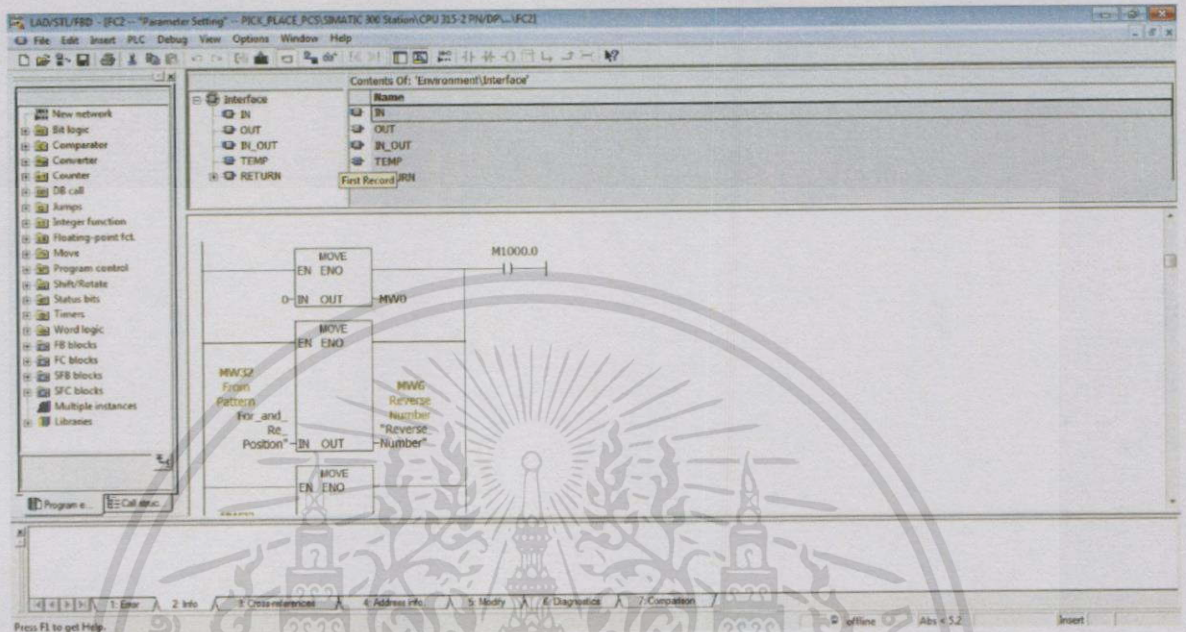 LAD/STL/FBD - [FC2 -- "Parameter Setting" -- PICK_PLACE_PCS\SIMATIC 300 Station\CPU 315-2 PN/DP\...\FC2]
File Edit Insert PLC Debug View Options Window Help
Contents Of: 'Environment\Interface'
Interface
IN
OUT
IN_OUT
TEMP
RETURN
Name
IN
OUT
IN_OUT
TEMP
First Record
New network
Bit logic
Comparator
Converter
Counter
DB call
Jumps
Integer function
Floating-point fct.
Move
Program control
Shift/Rotate
Status bits
Timers
Word logic
FB blocks
FC blocks
SFB blocks
SFC blocks
Multiple instances
Libraries
Program e...
Call struc...
MOVE
EN ENO
M1000.0
0 IN OUT MW0
MOVE
EN ENO
MW32
From
Pattern
For_and_
Re_
Position" IN OUT
MW6
Reverse
Number
"Reverse
Number"
MOVE
EN ENO
1: Error 2: Info 3: Cross-references 4: Address info. 5: Modify 6: Diagnostics 7: Comparison
Press F1 to get Help.
offline Abs < 5.2 Insert